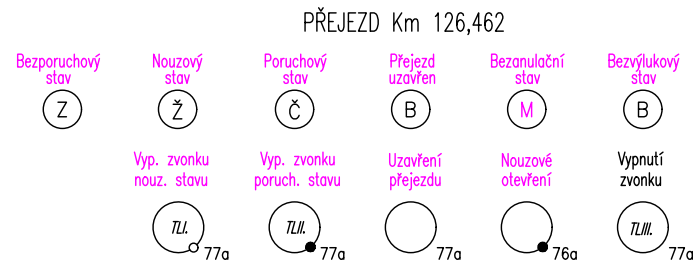 PŘEJEZD Km 126,462
Bezporuchový stav
Nouzový stav
Poruchový stav
Přejezd uzavřen
Bezanulační stav
Bezvýlukový stav
Z
Ž
Č
B
M
B
Vyp. zvonku nouz. stavu
Vyp. zvonku poruch. stavu
Uzavření přejezdu
Nouzové otevření
Vypnutí zvonku
TLI.
TLII.
TLIII.
77a
77a
77a
76a
77a